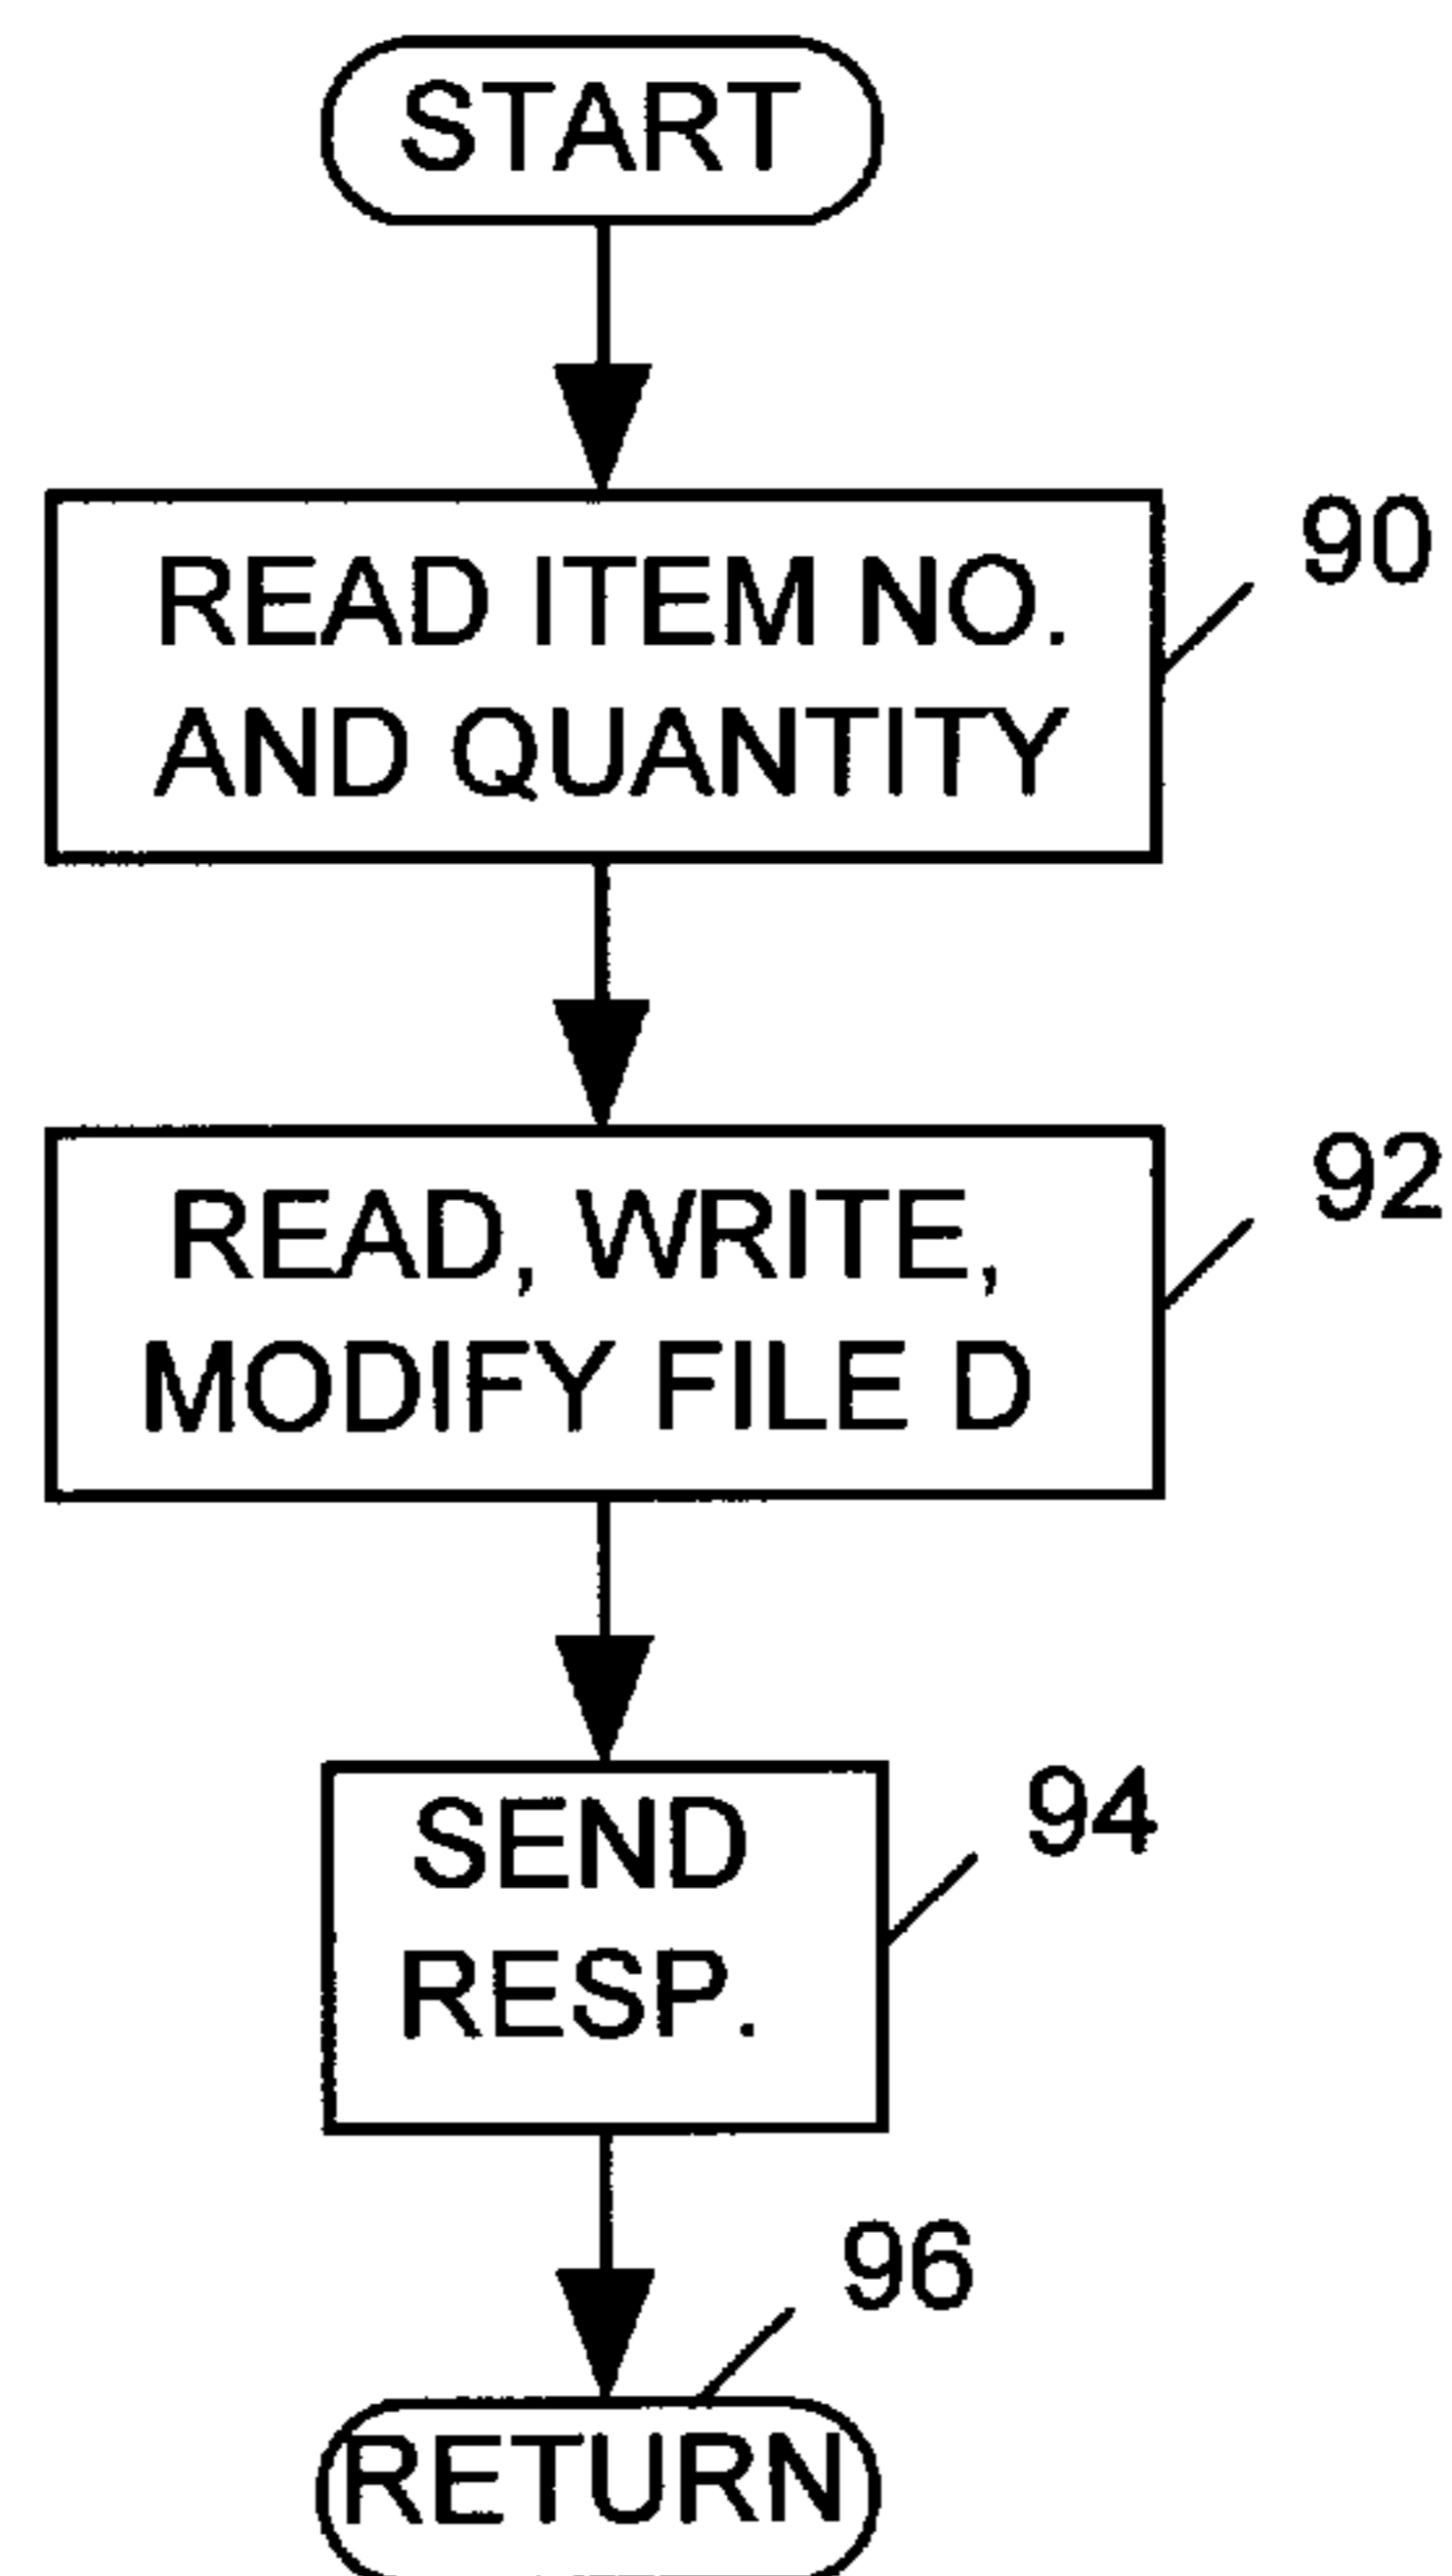 START
READ ITEM NO.
AND QUANTITY
90
READ, WRITE,
MODIFY FILE D
92
SEND
RESP.
94
96
RETURN